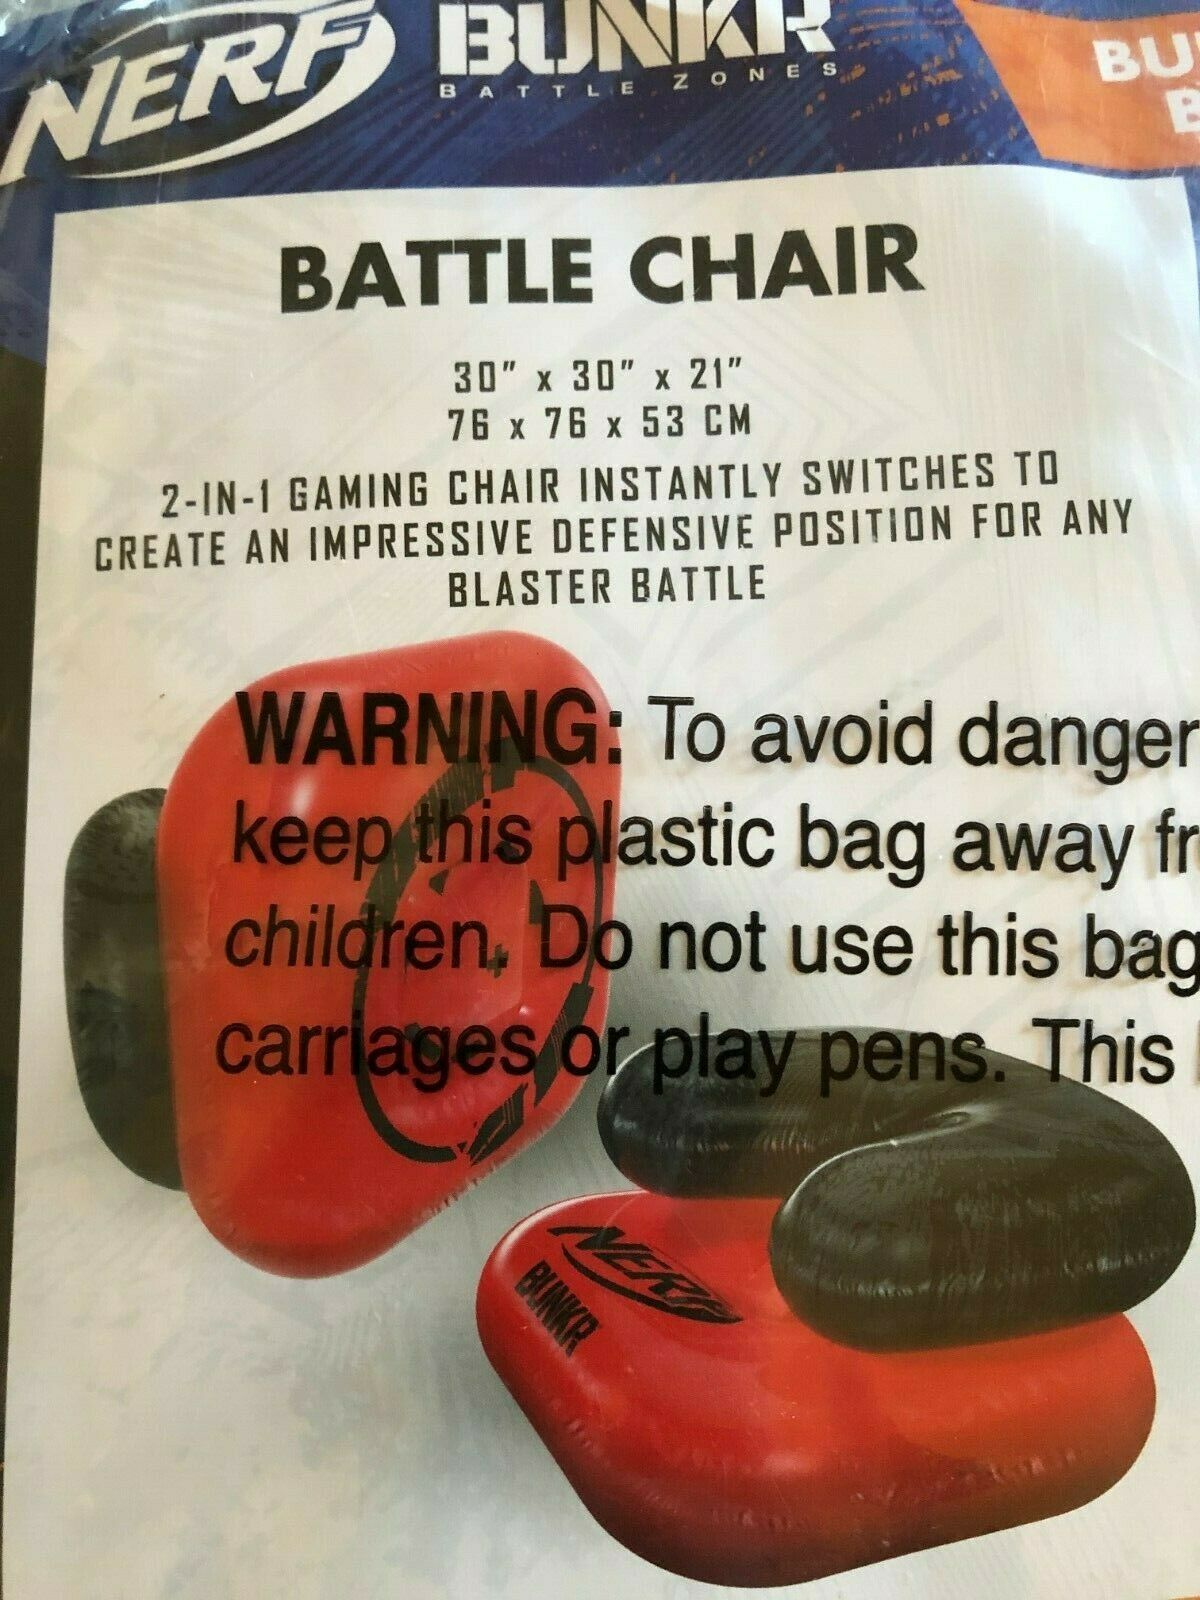 NERF
BUNKR
BATTLE ZONES
BATTLE CHAIR
30" x 30" x 21"
76 x 76 x 53 CM
2-IN-1 GAMING CHAIR INSTANTLY SWITCHES TO
CREATE AN IMPRESSIVE DEFENSIVE POSITION FOR ANY
BLASTER BATTLE
WARNING: To avoid danger
keep this plastic bag away
children. Do not use this bag
carriages or play pens. This
NERF
BUNKR